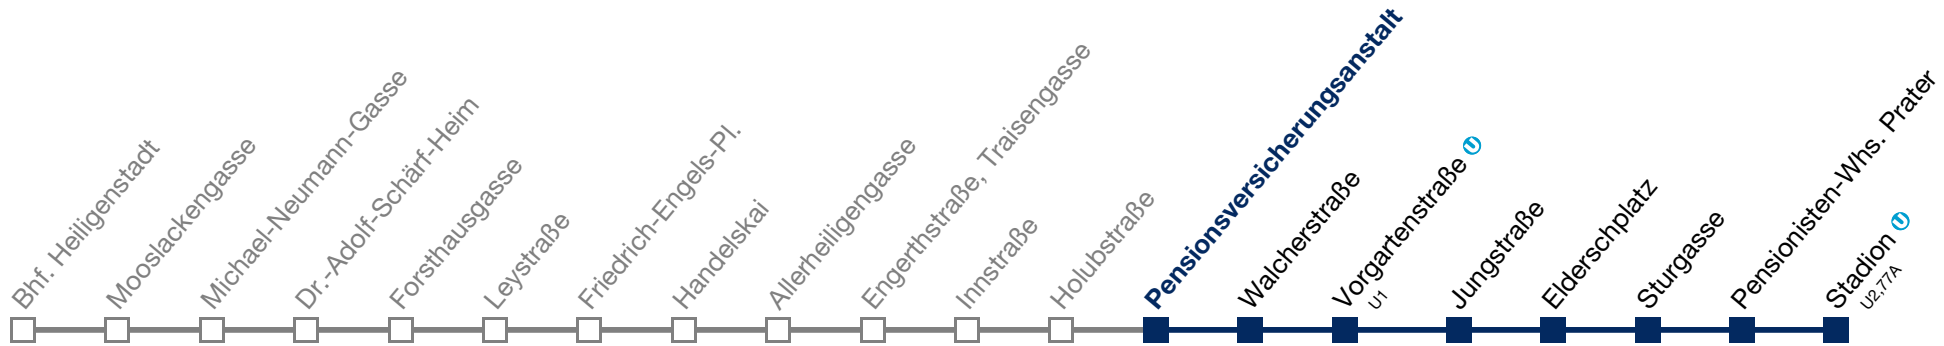 Bhf. Heiligenstadt
Mooslackengasse
Michael-Neumann-Gasse
Dr.-Adolf-Schärf-Heim
Forsthausgasse
Leystraße
Friedrich-Engels-Pl.
Handelskai
Allerheiligengasse
Engerthstraße, Traisengasse
Innstraße
Holubstraße
Pensionsversicherungsanstalt
Walcherstraße
Vorgartenstraße U
U1
Jungstraße
Elderschplatz
Sturgasse
Pensionisten-Whs. Prater
Stadion U
U2,77A